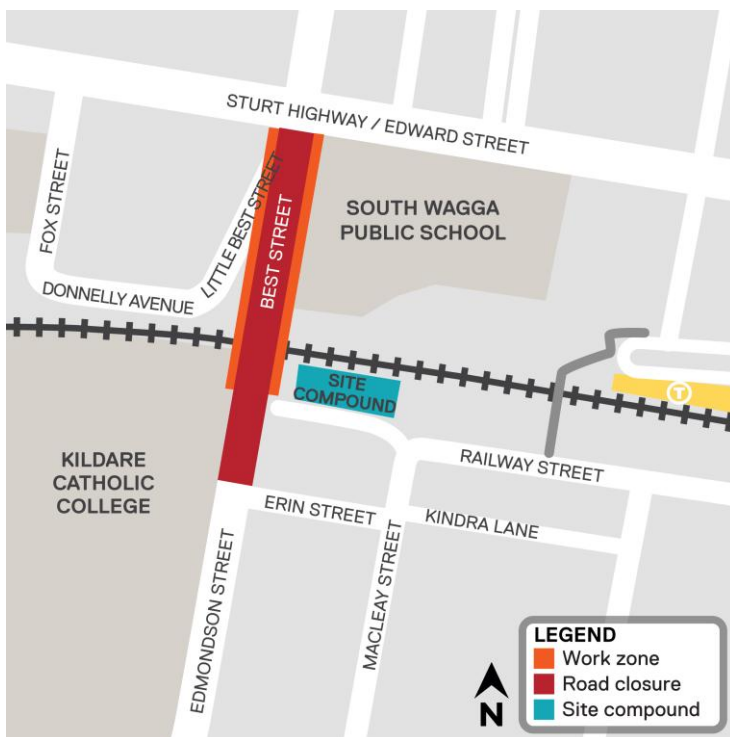 STURT HIGHWAY / EDWARD STREET
FOX STREET
LITTLE BEST STREET
BEST STREET
SOUTH WAGGA
PUBLIC SCHOOL
DONNELLY AVENUE
SITE
COMPOUND
T
KILDARE
CATHOLIC
COLLEGE
RAILWAY STREET
ERIN STREET
KINDRA LANE
EDMONDSON STREET
MACLEAY STREET
N
LEGEND
Work zone
Road closure
Site compound